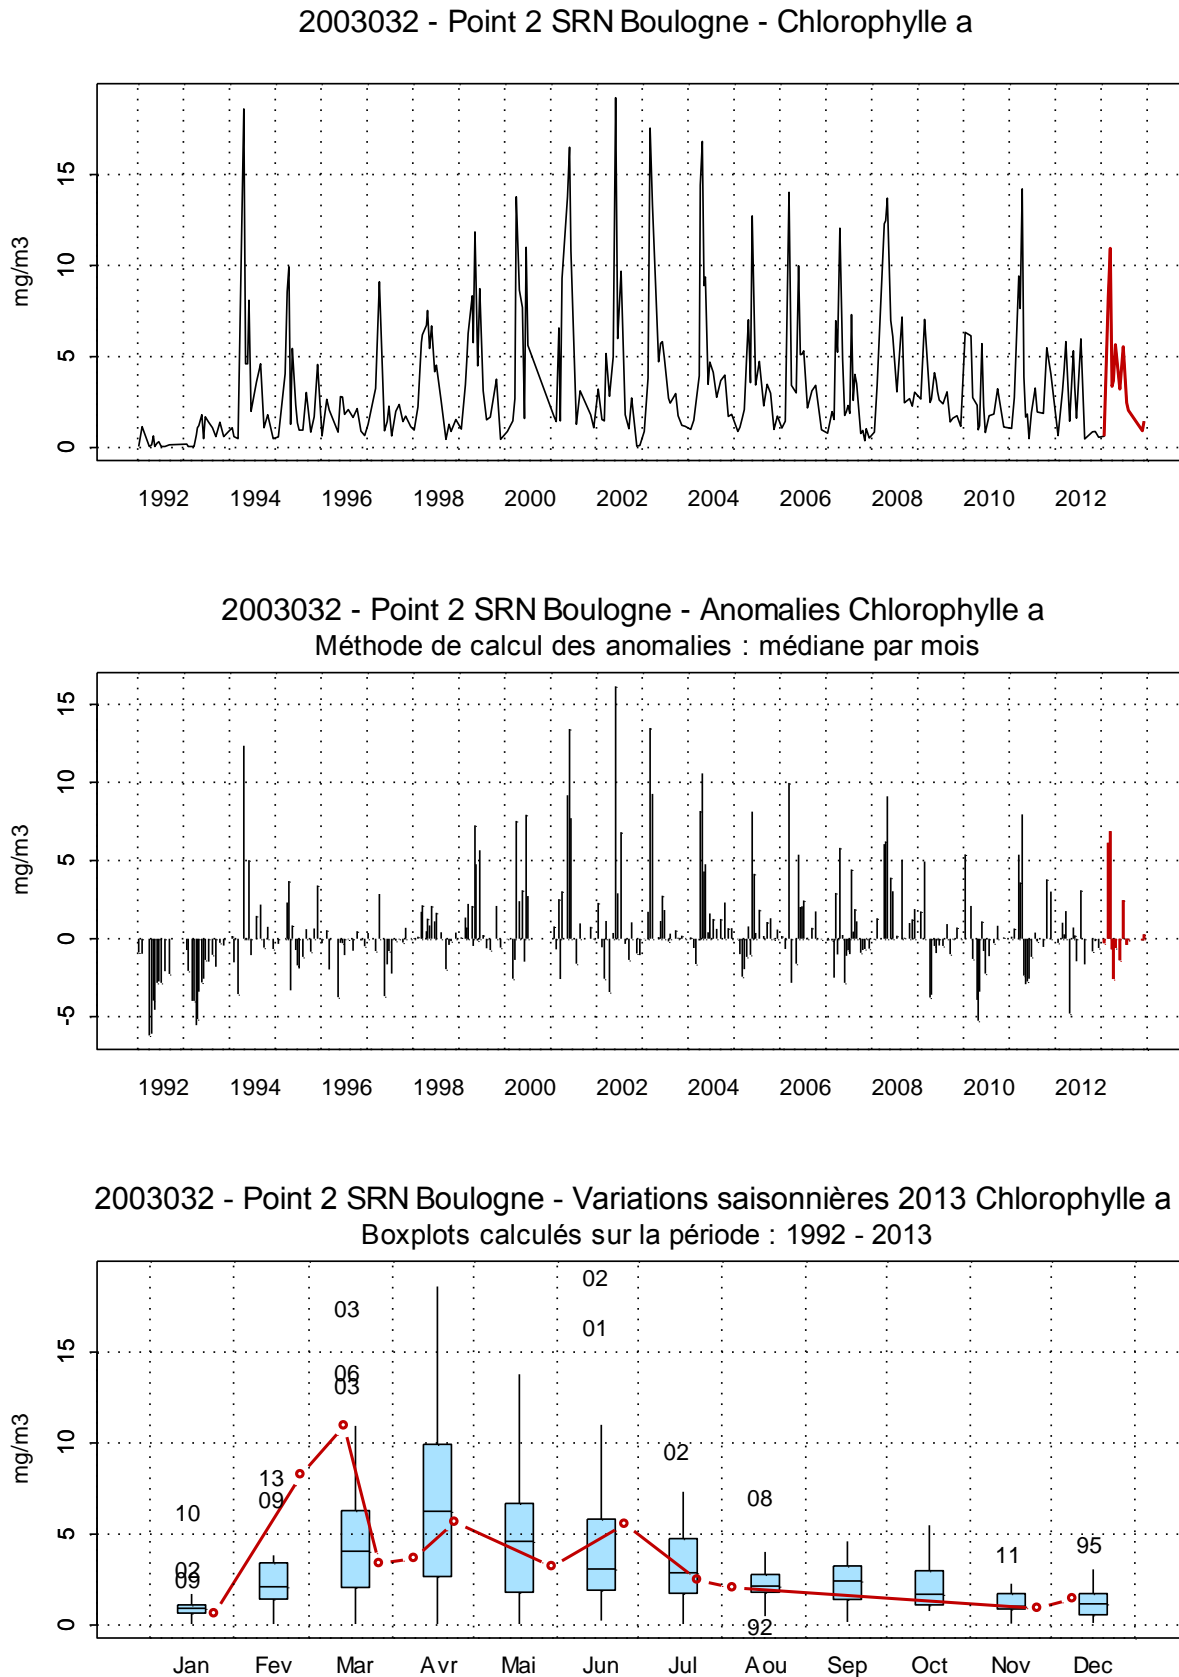 2003032 - Point 2 SRN Boulogne - Chlorophylle a
mg/m3
15
10
5
0
1992 1994 1996 1998 2000 2002 2004 2006 2008 2010 2012
2003032 - Point 2 SRN Boulogne - Anomalies Chlorophylle a
Méthode de calcul des anomalies : médiane par mois
mg/m3
15
10
5
0
-5
1992 1994 1996 1998 2000 2002 2004 2006 2008 2010 2012
2003032 - Point 2 SRN Boulogne - Variations saisonnières 2013 Chlorophylle a
Boxplots calculés sur la période : 1992 - 2013
mg/m3
15
10
5
0
10
02
09
13
09
03
06
03
02
01
02
08
92
11
95
Jan Fev Mar Avr Mai Jun Jul Aou Sep Oct Nov Dec